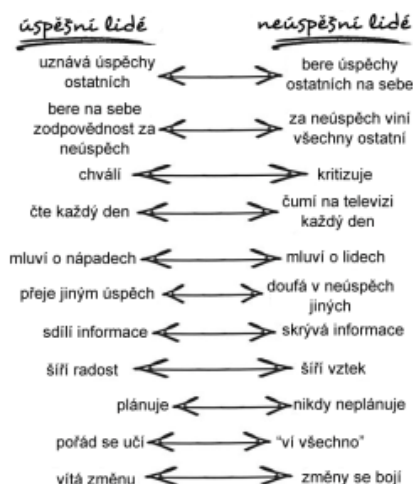 úspěšní lidé
neúspěšní lidé
uznává úspěchy
ostatních
bere úspěchy
ostatních na sebe
bere na sebe
zodpovědnost za
neúspěch
za neúspěch viní
všechny ostatní
chválí
kritizuje
čte každý den
čumí na televizi
každý den
mluví o nápadech
mluví o lidech
přeje jiným úspěch
doufá v neúspěch
jiných
sdílí informace
skrývá informace
šíří radost
šíří vztek
plánuje
nikdy neplánuje
pořád se učí
"ví všechno"
vítá změnu
změny se bojí